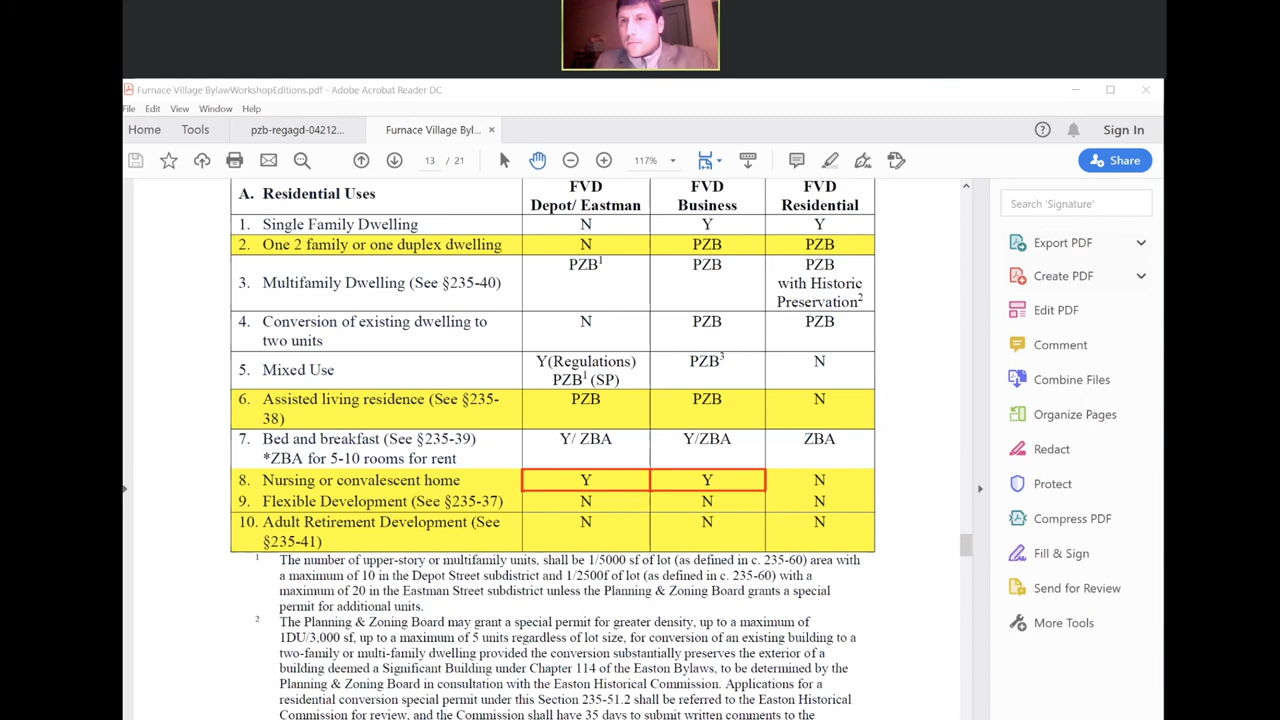 Furnace Village BylawWorkshopEditions.pdf - Adobe Acrobat Reader DC
File Edit View Window Help
Home Tools pzb-regagd-04212... Furnace Village Byl... × Sign In
13 / 21 117% Share
A. Residential Uses FVD Depot/ Eastman FVD Business FVD Residential
1. Single Family Dwelling N Y Y
2. One 2 family or one duplex dwelling N PZB PZB
3. Multifamily Dwelling (See §235-40) PZB1 PZB PZB with Historic Preservation2
4. Conversion of existing dwelling to two units N PZB PZB
5. Mixed Use Y(Regulations) PZB1 (SP) PZB3 N
6. Assisted living residence (See §235-38) PZB PZB N
7. Bed and breakfast (See §235-39) *ZBA for 5-10 rooms for rent Y/ ZBA Y/ZBA ZBA
8. Nursing or convalescent home Y Y N
9. Flexible Development (See §235-37) N N N
10. Adult Retirement Development (See §235-41) N N N
1 The number of upper-story or multifamily units, shall be 1/5000 sf of lot (as defined in c. 235-60) area with
a maximum of 10 in the Depot Street subdistrict and 1/2500f of lot (as defined in c. 235-60) with a
maximum of 20 in the Eastman Street subdistrict unless the Planning & Zoning Board grants a special
permit for additional units.
2 The Planning & Zoning Board may grant a special permit for greater density, up to a maximum of
1DU/3,000 sf, up to a maximum of 5 units regardless of lot size, for conversion of an existing building to a
two-family or multi-family dwelling provided the conversion substantially preserves the exterior of a
building deemed a Significant Building under Chapter 114 of the Easton Bylaws, to be determined by the
Planning & Zoning Board in consultation with the Easton Historical Commission. Applications for a
residential conversion special permit under this Section 235-51.2 shall be referred to the Easton Historical
Commission for review, and the Commission shall have 35 days to submit written comments to the
Search 'Signature'
Export PDF
Create PDF
Edit PDF
Comment
Combine Files
Organize Pages
Redact
Protect
Compress PDF
Fill & Sign
Send for Review
More Tools